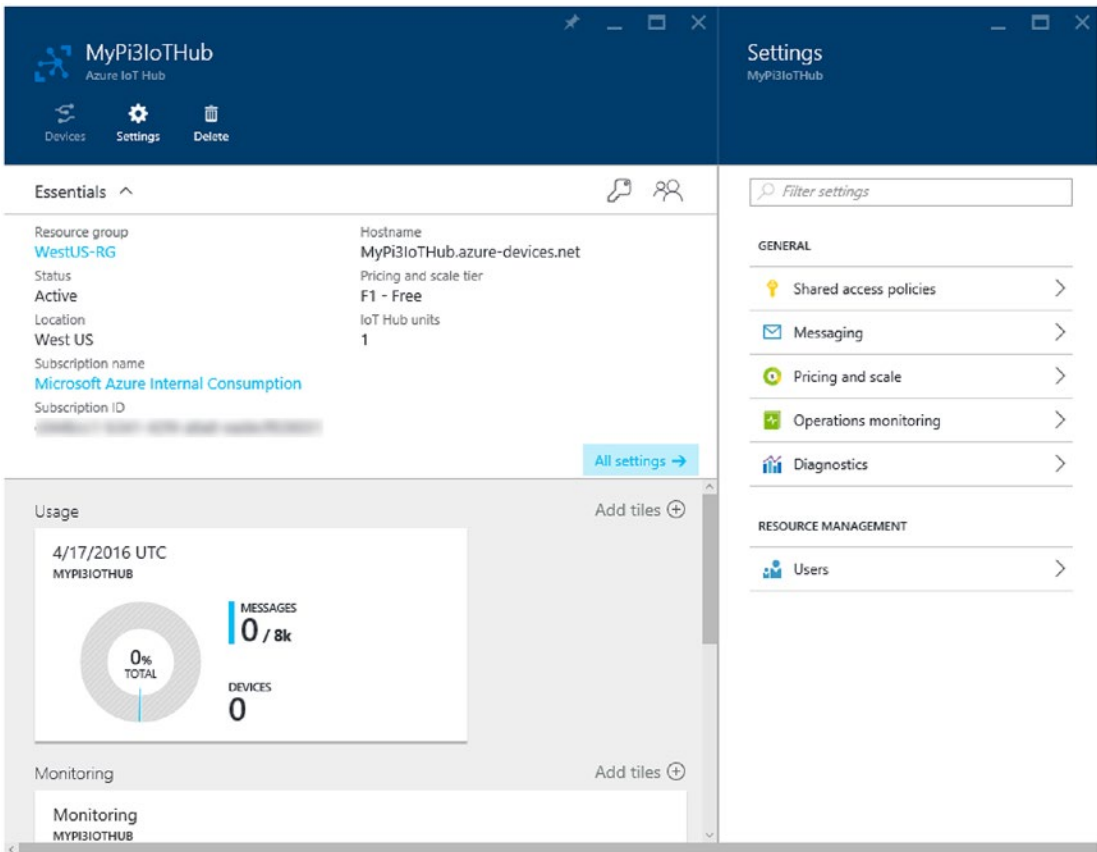 MyPi3IoTHub
Azure IoT Hub
Devices
Settings
Delete
Essentials
Resource group
WestUS-RG
Status
Active
Location
West US
Subscription name
Microsoft Azure Internal Consumption
Subscription ID
Hostname
MyPi3IoTHub.azure-devices.net
Pricing and scale tier
F1 - Free
IoT Hub units
1
All settings →
Usage
Add tiles
4/17/2016 UTC
MYPI3IOTHUB
0%
TOTAL
MESSAGES
0 / 8k
DEVICES
0
Monitoring
Add tiles
Monitoring
MYPI3IOTHUB
Settings
MyPi3IoTHub
Filter settings
GENERAL
Shared access policies
Messaging
Pricing and scale
Operations monitoring
Diagnostics
RESOURCE MANAGEMENT
Users